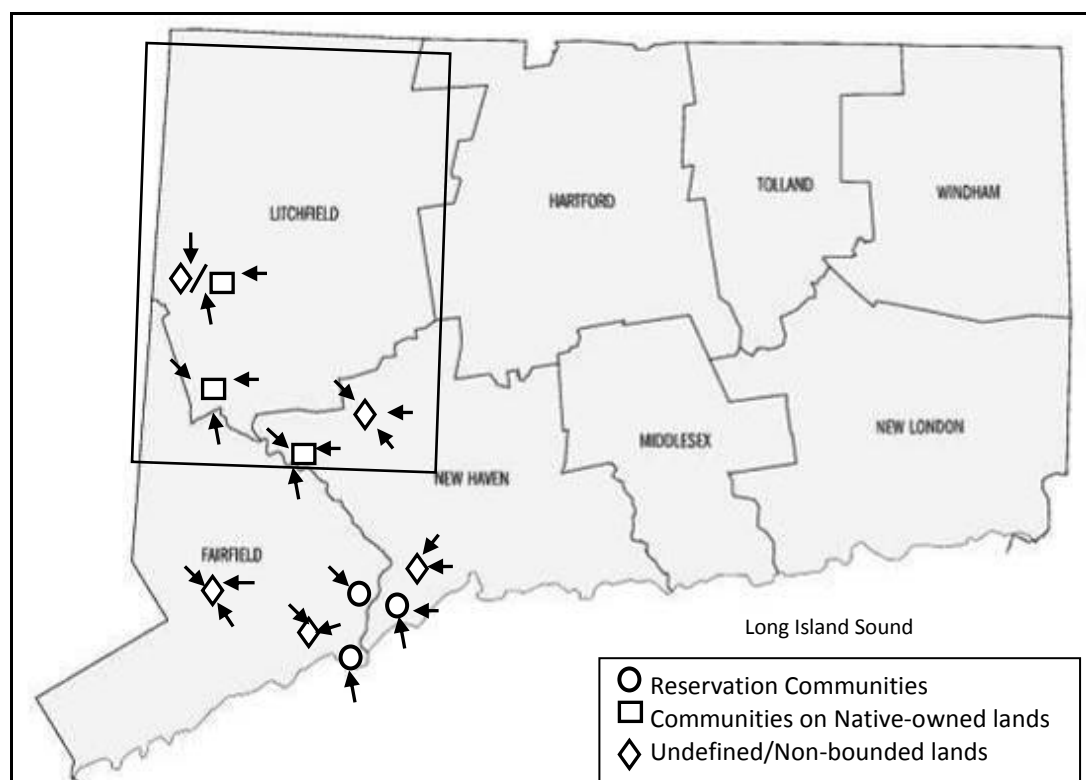 LITCHFIELD
HARTFORD
TOLLAND
WINDHAM
MIDDLESEX
NEW LONDON
NEW HAVEN
FAIRFIELD
Long Island Sound
Reservation Communities
Communities on Native-owned lands
Undefined/Non-bounded lands